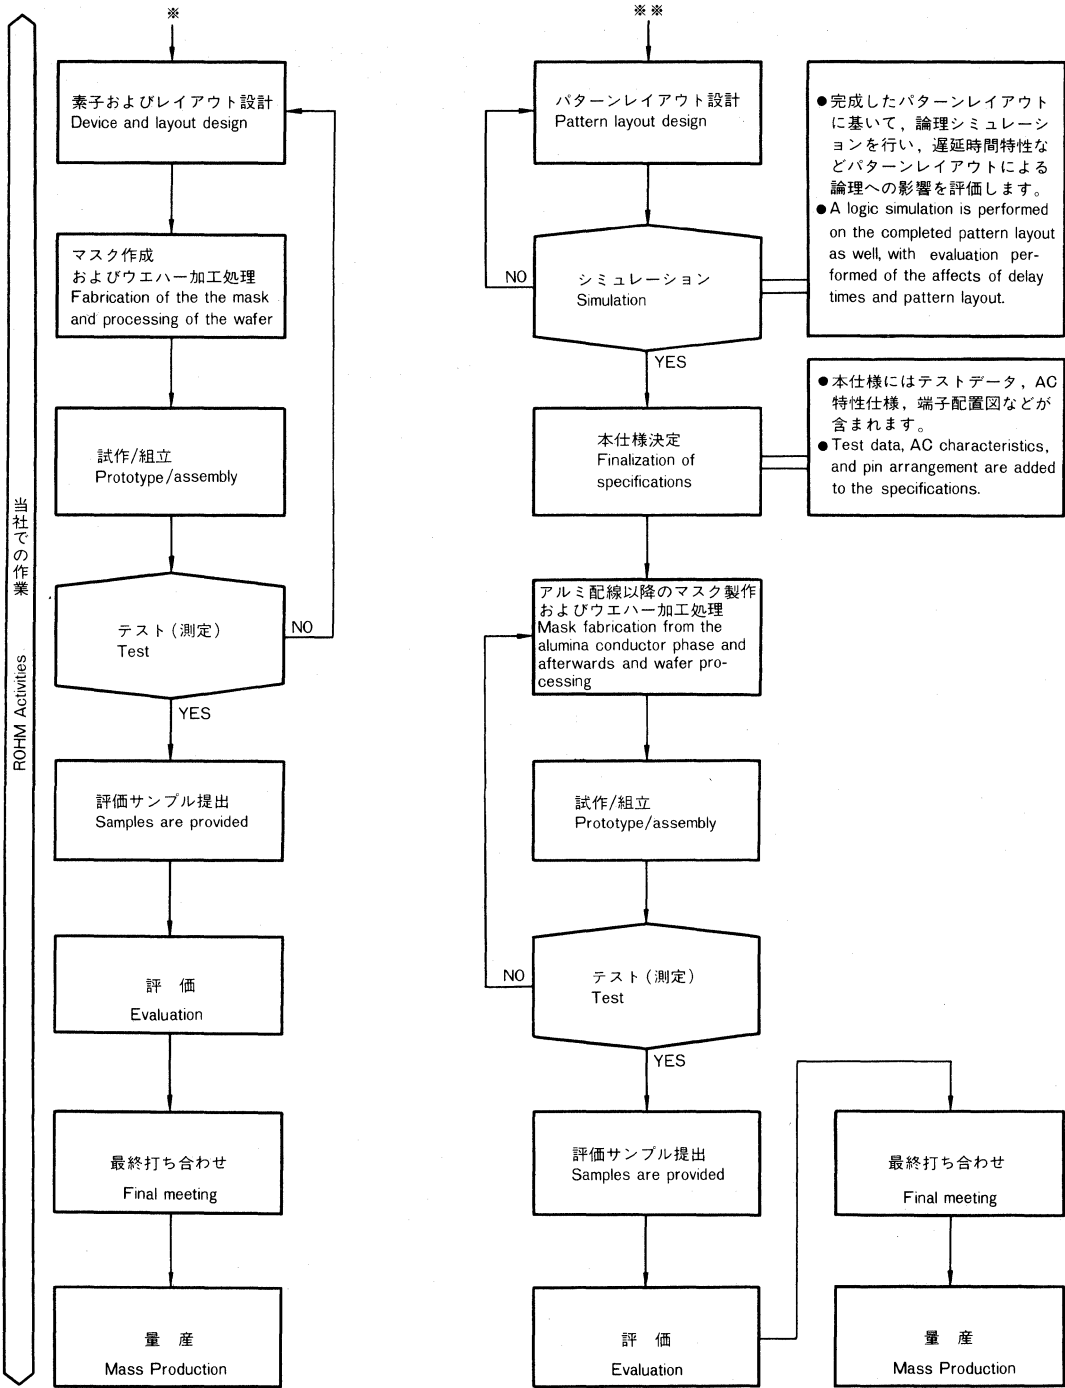 当社での作業
ROHM Activities
※
素子およびレイアウト設計
Device and layout design
マスク作成
およびウエハー加工処理
Fabrication of the the mask
and processing of the wafer
試作/組立
Prototype/assembly
テスト(測定)
Test
NO
YES
評価サンプル提出
Samples are provided
評 価
Evaluation
最終打ち合わせ
Final meeting
量 産
Mass Production
※※
パターンレイアウト設計
Pattern layout design
シミュレーション
Simulation
NO
YES
●完成したパターンレイアウト
に基いて,論理シミュレーシ
ョンを行い,遅延時間特性な
どパターンレイアウトによる
論理への影響を評価します。
●A logic simulation is performed
on the completed pattern layout
as well, with evaluation per-
formed of the affects of delay
times and pattern layout.
本仕様決定
Finalization of
specifications
●本仕様にはテストデータ,AC
特性仕様,端子配置図などが
含まれます。
●Test data, AC characteristics,
and pin arrangement are added
to the specifications.
アルミ配線以降のマスク製作
およびウエハー加工処理
Mask fabrication from the
alumina conductor phase and
afterwards and wafer pro-
cessing
試作/組立
Prototype/assembly
テスト(測定)
Test
NO
YES
評価サンプル提出
Samples are provided
評 価
Evaluation
最終打ち合わせ
Final meeting
量 産
Mass Production